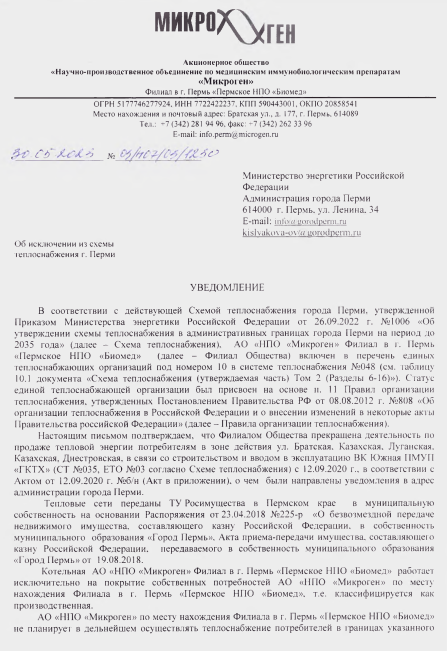 МИКРОГЕН
Акционерное общество
«Научно-производственное объединение по медицинским иммунобиологическим препаратам
«Микроген»
Филиал в г. Пермь «Пермское НПО «Биомед»
ОГРН 5177746277924, ИНН 7722422237, КПП 590443001, ОКПО 20858541
Место нахождения и почтовый адрес: Братская ул., д. 177, г. Пермь, 614089
Тел.: +7 (342) 281 94 96, факс: +7 (342) 262 33 96
E-mail: info.perm@microgen.ru
30 05 2023 №
Министерство энергетики Российской
Федерации
Администрация города Перми
614000 г. Пермь, ул. Ленина, 34
E-mail: info@gorodperm.ru
kislyakova-ov@gorodperm.ru
Об исключении из схемы
теплоснабжения г. Перми
УВЕДОМЛЕНИЕ
В соответствии с действующей Схемой теплоснабжения города Перми, утвержденной
Приказом Министерства энергетики Российской Федерации от 26.09.2022 г. №1006 «Об
утверждении схемы теплоснабжения в административных границах города Перми на период до
2035 года» (далее – Схема теплоснабжения), АО «НПО «Микроген» Филиал в г. Пермь
«Пермское НПО «Биомед» (далее – Филиал Общества) включен в перечень единых
теплоснабжающих организаций под номером 10 в системе теплоснабжения №048 (см. таблицу
10.1 документа «Схема теплоснабжения (утверждаемая часть) Том 2 (Разделы 6-16)»). Статус
единой теплоснабжающей организации был присвоен на основе п. 11 Правил организации
теплоснабжения, утвержденных Постановлением Правительства РФ от 08.08.2012 г. №808 «Об
организации теплоснабжения в Российской Федерации и о внесении изменений в некоторые акты
Правительства российской Федерации» (далее – Правила организации теплоснабжения).
Настоящим письмом подтверждаем, что Филиалом Общества прекращена деятельность по
продаже тепловой энергии потребителям в зоне действия ул. Братская, Казахская, Луганская,
Казахская, Днестровская, в связи со строительством и вводом в эксплуатацию ВК Южная ПМУП
«ГКТХ» (СТ №035, ЕТО №03 согласно Схеме теплоснабжения) с 12.09.2020 г., в соответствии с
Актом от 12.09.2020 г. №б/н (Акт в приложении), о чем были направлены уведомления в адрес
администрации города Перми.
Тепловые сети переданы ТУ Росимущества в Пермском крае в муниципальную
собственность на основании Распоряжения от 23.04.2018 №225-р «О безвозмездной передаче
недвижимого имущества, составляющего казну Российской Федерации, в собственность
муниципального образования «Город Пермь», Акта приема-передачи имущества, составляющего
казну Российской Федерации, передаваемого в собственность муниципального образования
«Город Пермь» от 19.08.2018.
Котельная АО «НПО «Микроген» Филиал в г. Пермь «Пермское НПО «Биомед» работает
исключительно на покрытие собственных потребностей АО «НПО «Микроген» по месту
нахождения Филиала в г. Пермь «Пермское НПО «Биомед», т.е. классифицируется как
производственная.
АО «НПО «Микроген» по месту нахождения Филиала в г. Пермь «Пермское НПО «Биомед»
не планирует в дальнейшем осуществлять теплоснабжение потребителей в границах указанного